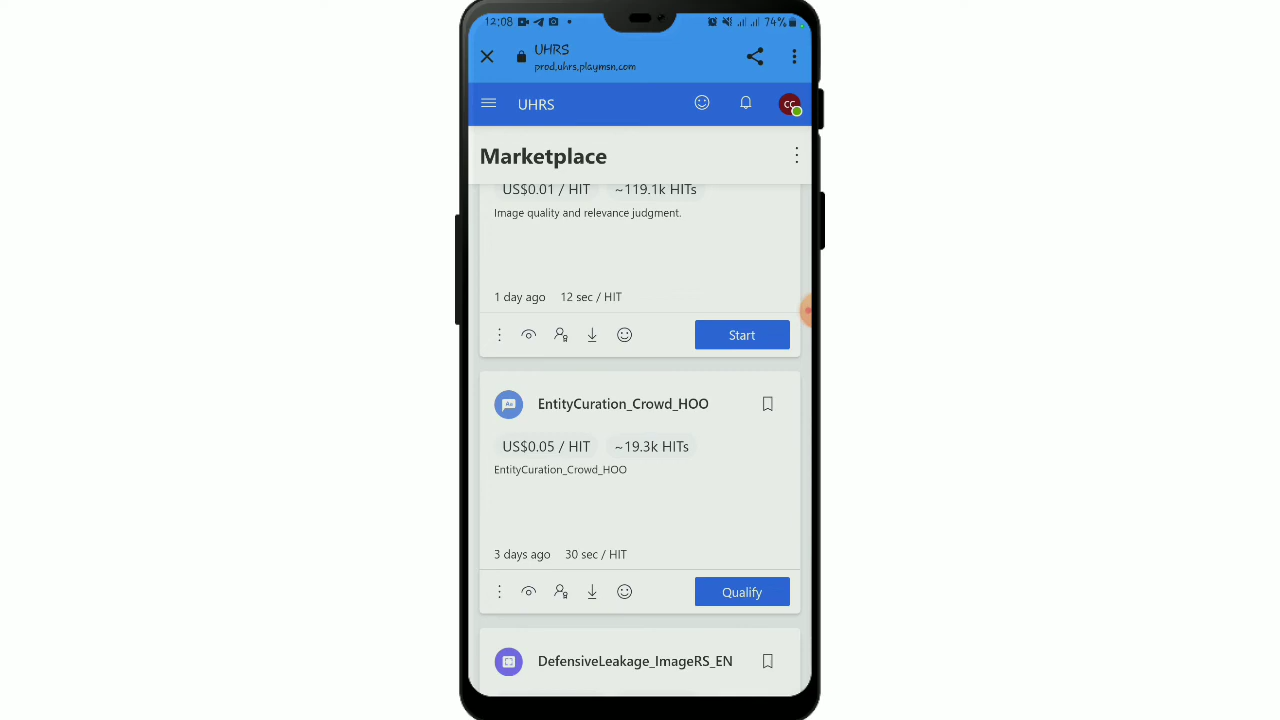 12:08 74%
UHRS
prod.uhrs.playmsn.com
UHRS CC
Marketplace
US$0.01 / HIT ~119.1k HITs
Image quality and relevance judgment.
1 day ago 12 sec / HIT
Start
EntityCuration_Crowd_HOO
US$0.05 / HIT ~19.3k HITs
EntityCuration_Crowd_HOO
3 days ago 30 sec / HIT
Qualify
DefensiveLeakage_ImageRS_EN